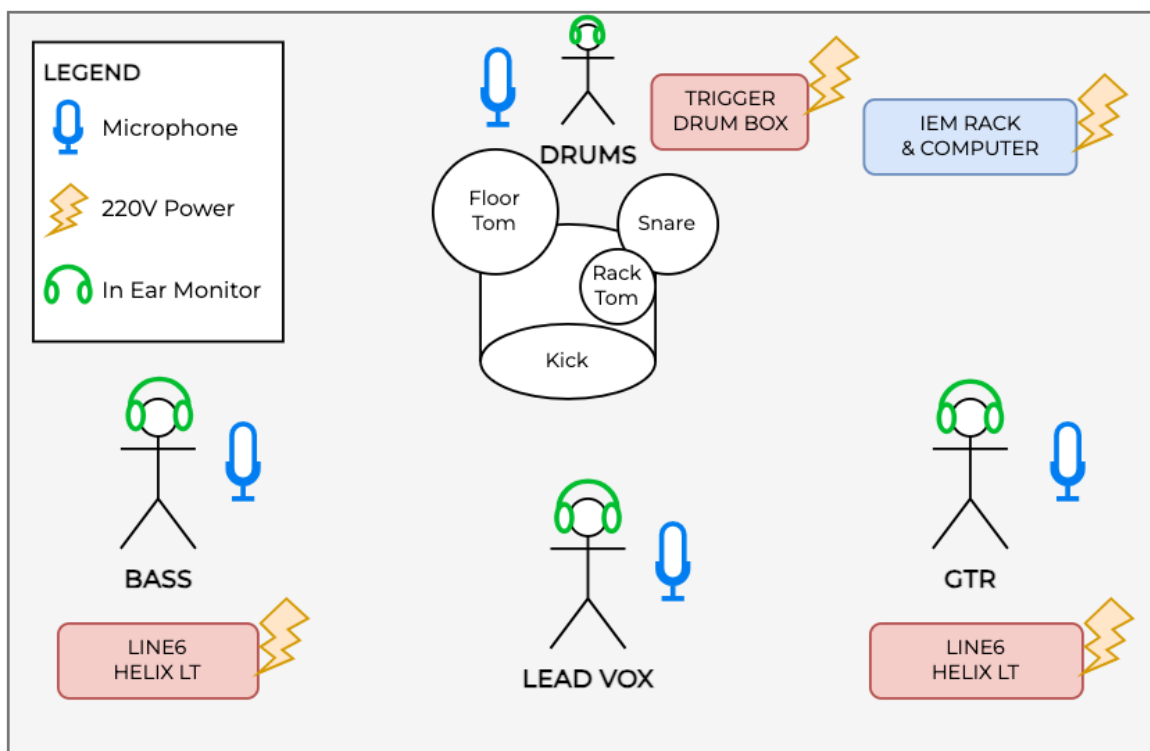 LEGEND
Microphone
220V Power
In Ear Monitor
DRUMS
TRIGGER
DRUM BOX
IEM RACK
& COMPUTER
Floor
Tom
Snare
Rack
Tom
Kick
BASS
LINE6
HELIX LT
LEAD VOX
GTR
LINE6
HELIX LT